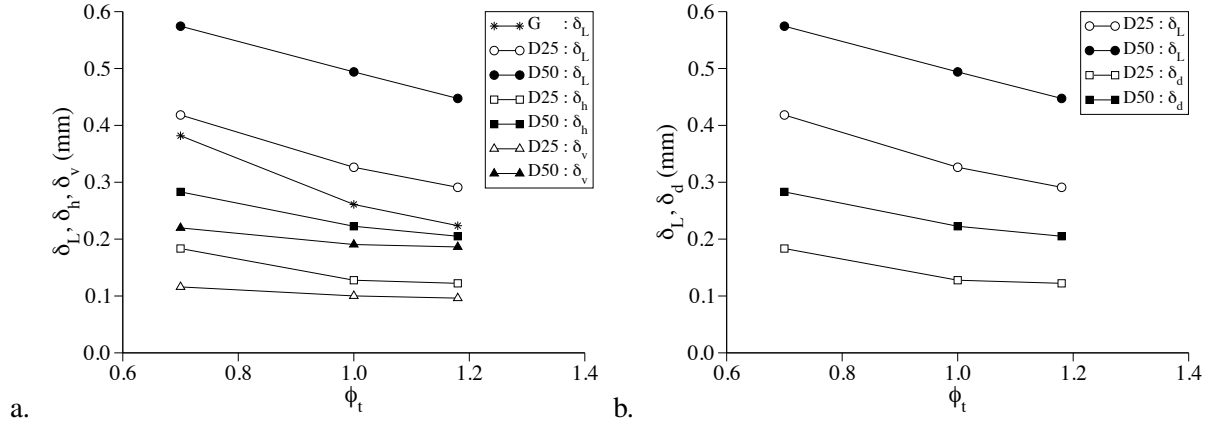 0.6
0.5
0.4
0.3
0.2
0.1
0.0
δL, δh, δv (mm)
0.6 0.8 1.0 1.2 1.4
ϕt
G : δL
D25 : δL
D50 : δL
D25 : δh
D50 : δh
D25 : δv
D50 : δv
a.
0.6
0.5
0.4
0.3
0.2
0.1
0.0
δL, δd (mm)
0.6 0.8 1.0 1.2 1.4
ϕt
D25 : δL
D50 : δL
D25 : δd
D50 : δd
b.